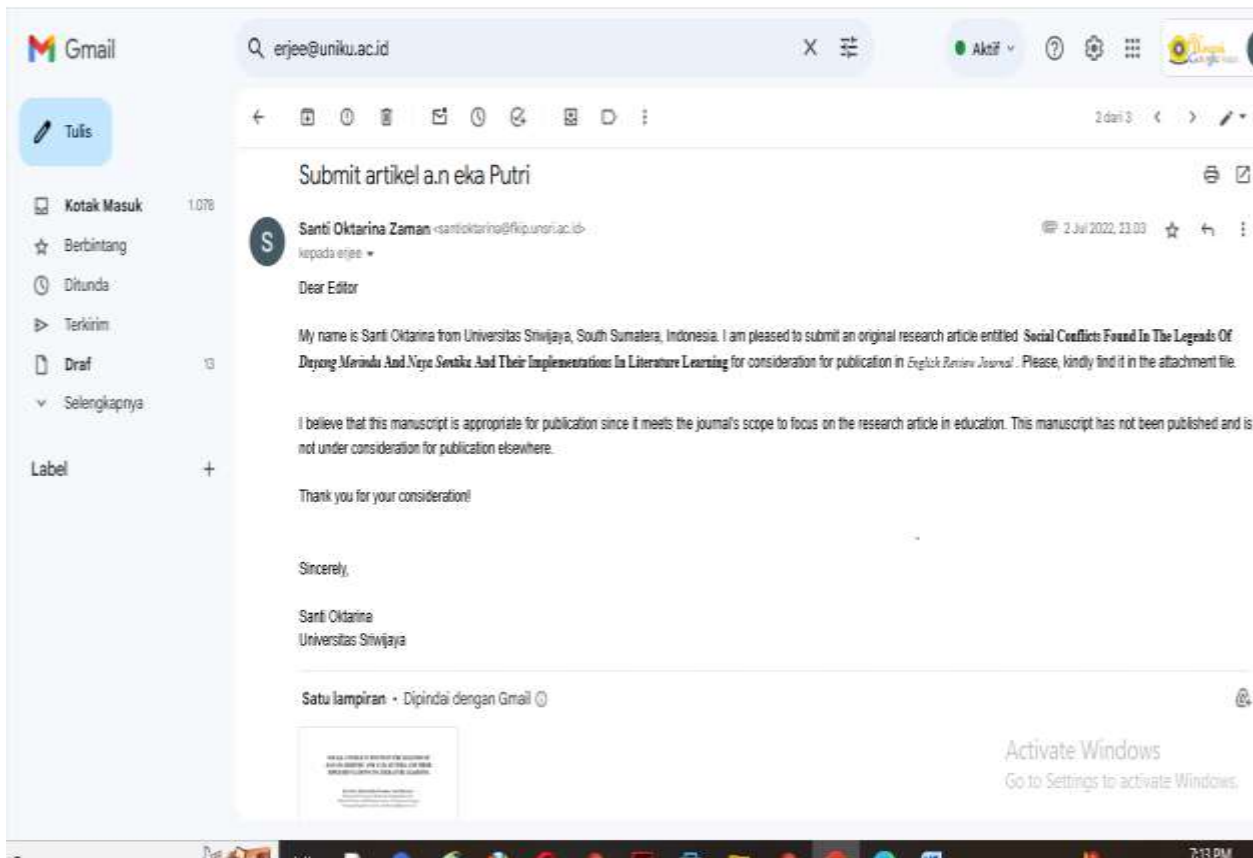 Gmail
erjee@uniku.ac.id
Aktif
Tulis
2 dari 3
Submit artikel a.n eka Putri
Kotak Masuk 1.078
Santi Oktarina Zaman <santioktarina@fkip.unsri.ac.id>
2 Jul 2022, 23.03
kepada erjee
Berbintang
Dear Editor
Ditunda
Terkirim
My name is Santi Oktarina from Universitas Sriwijaya, South Sumatera, Indonesia. I am pleased to submit an original research article entitled Social Conflicts Found In The Legends Of
Dayang Merindu And Naya Sentika And Their Implementations In Literature Learning for consideration for publication in English Review Journal . Please, kindly find it in the attachment file.
Draf 13
Selengkapnya
I believe that this manuscript is appropriate for publication since it meets the journal's scope to focus on the research article in education. This manuscript has not been published and is
not under consideration for publication elsewhere.
Label
Thank you for your consideration!
Sincerely,
Santi Oktarina
Universitas Sriwijaya
Satu lampiran • Dipindai dengan Gmail
Activate Windows
Go to Settings to activate Windows.
7:13 PM